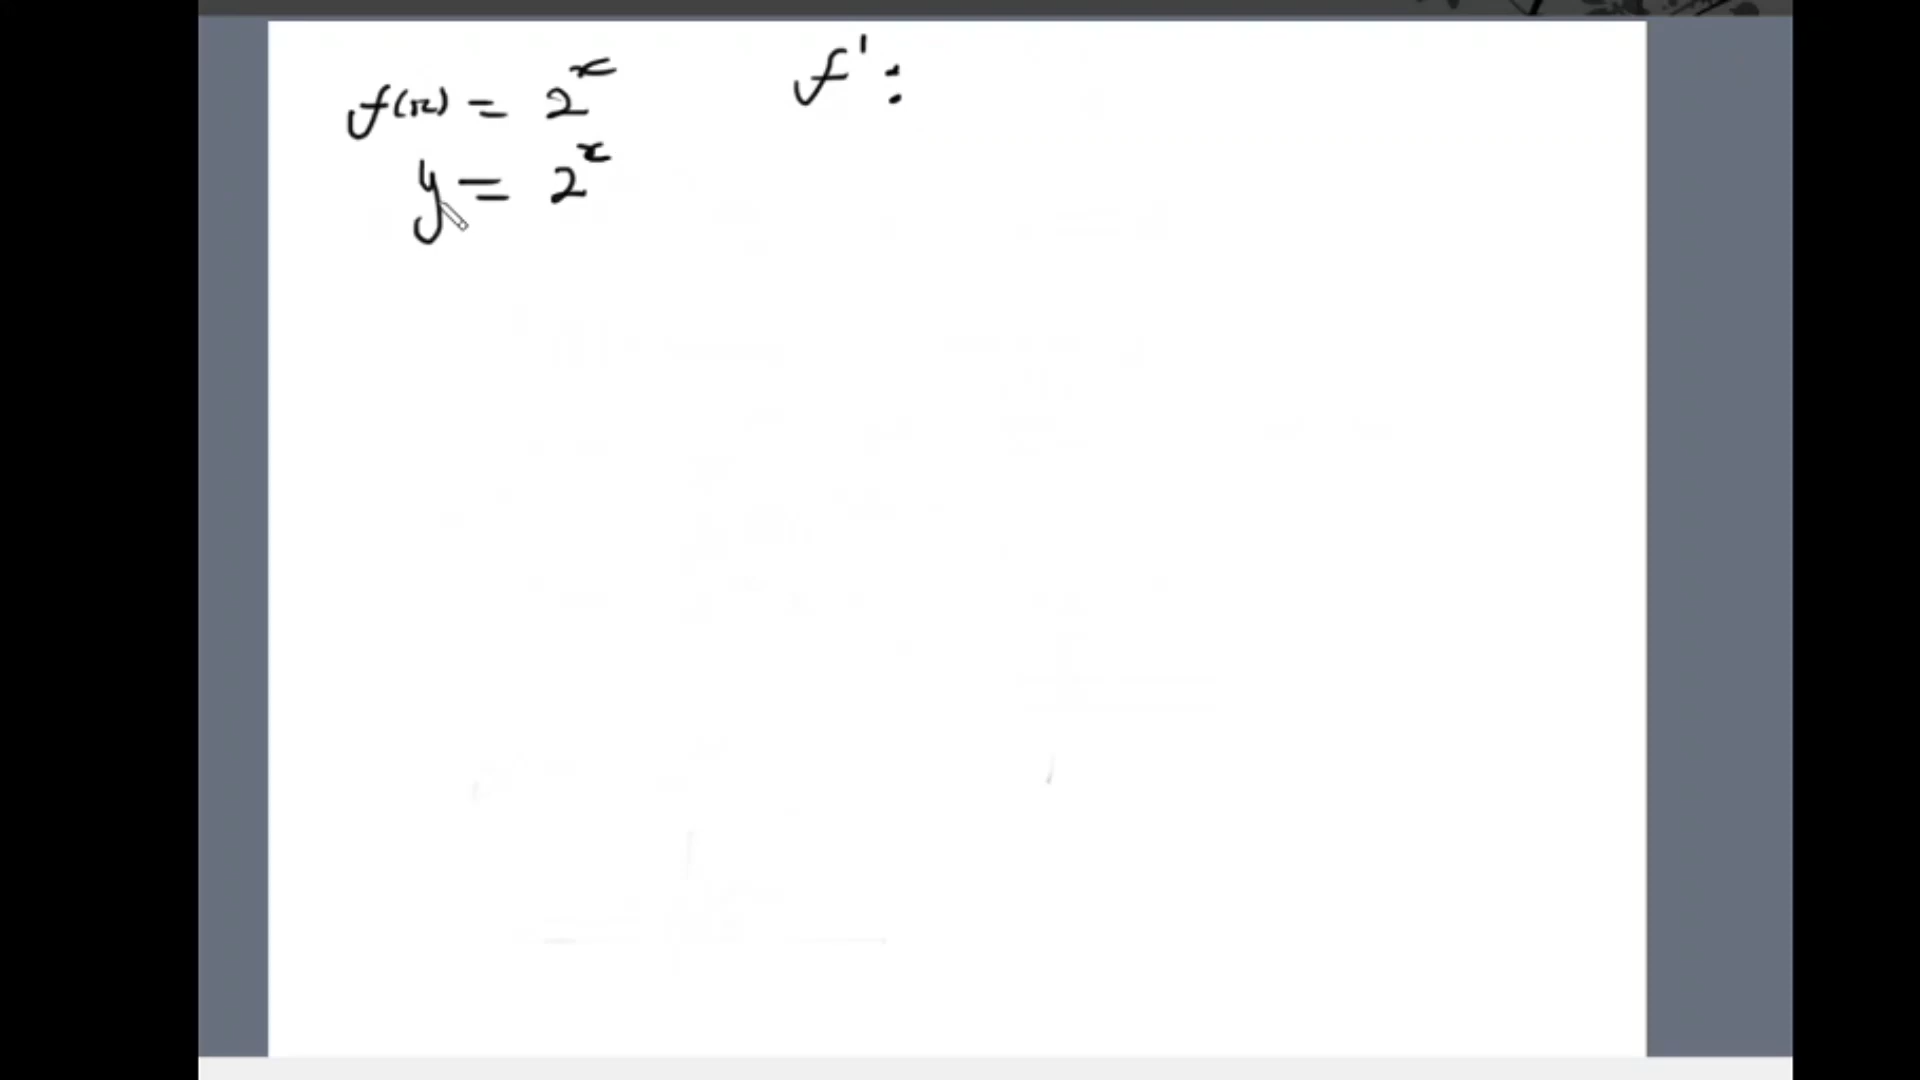 f(x) = 2^x
f' :
y = 2^x